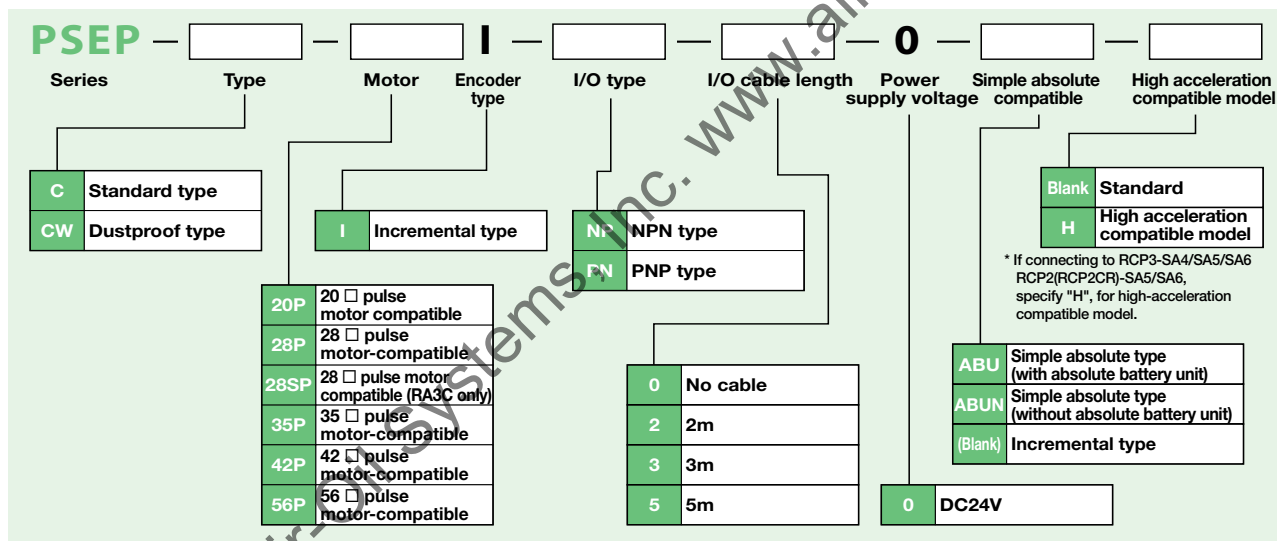 PSEP — — I — — — 0 — —
Series Type Motor Encoder type I/O type I/O cable length Power supply voltage Simple absolute compatible High acceleration compatible model
C Standard type
CW Dustproof type
I Incremental type
NP NPN type
PN PNP type
Blank Standard
H High acceleration compatible model
* If connecting to RCP3-SA4/SA5/SA6
RCP2(RCP2CR)-SA5/SA6,
specify "H", for high-acceleration
compatible model.
20P 20 □ pulse
motor compatible
28P 28 □ pulse
motor-compatible
28SP 28 □ pulse motor
compatible (RA3C only)
35P 35 □ pulse
motor-compatible
42P 42 □ pulse
motor-compatible
56P 56 □ pulse
motor-compatible
0 No cable
2 2m
3 3m
5 5m
ABU Simple absolute type
(with absolute battery unit)
ABUN Simple absolute type
(without absolute battery unit)
(Blank) Incremental type
0 DC24V
ir-Oil Systems, Inc. www.ai